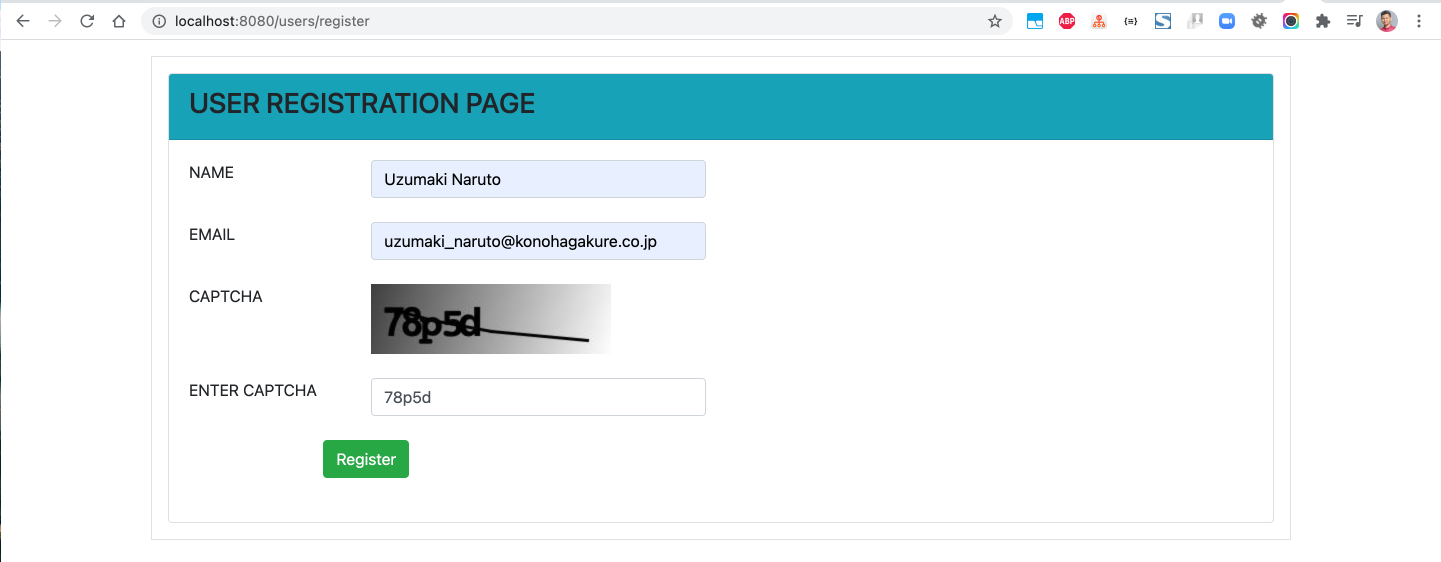 localhost:8080/users/register
ABP
{≡}
S
USER REGISTRATION PAGE
NAME
Uzumaki Naruto
EMAIL
uzumaki_naruto@konohagakure.co.jp
CAPTCHA
78p5d
ENTER CAPTCHA
78p5d
Register